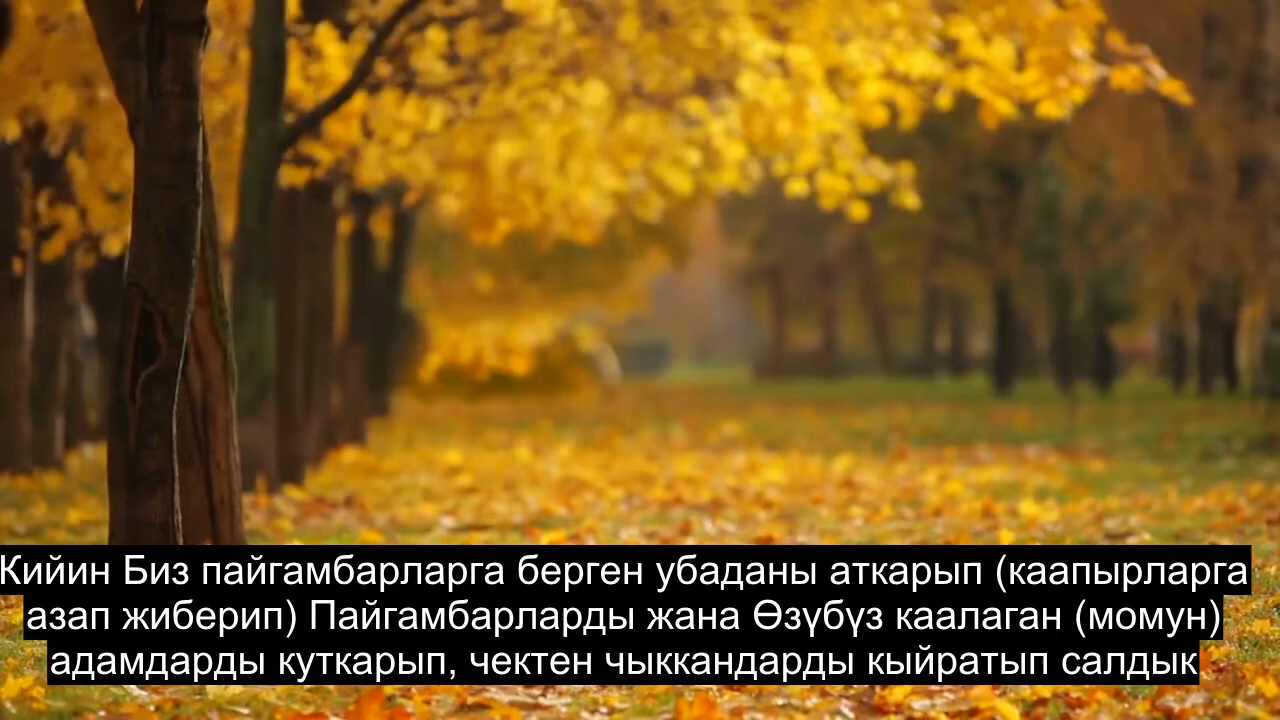 Кийин Биз пайгамбарларга берген убаданы аткарып (каапырларга
азап жиберип) Пайгамбарларды жана Өзүбүз каалаган (момун)
адамдарды куткарып, чектен чыккандарды кыйратып салдык